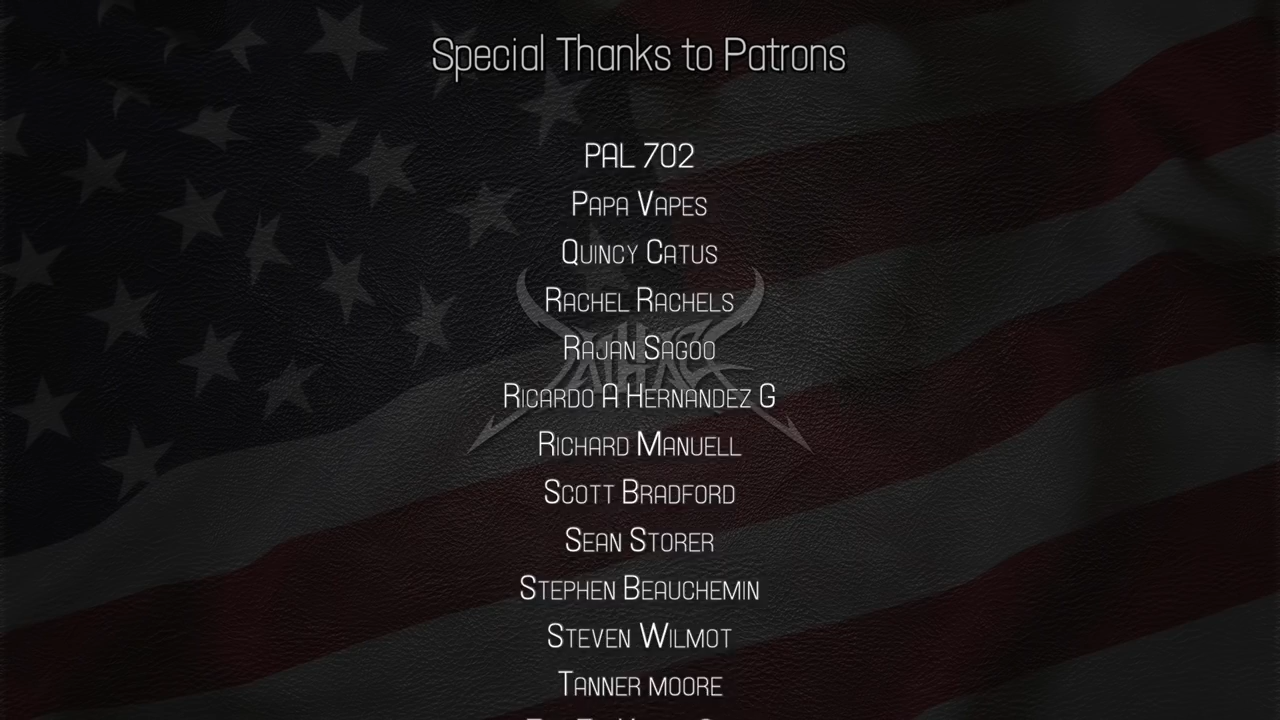 Special Thanks to Patrons
PAL 702
Papa Vapes
Quincy Catus
Rachel Rachels
Rajan Sagoo
Ricardo A Hernandez G
Richard Manuell
Scott Bradford
Sean Storer
Stephen Beauchemin
Steven Wilmot
Tanner moore